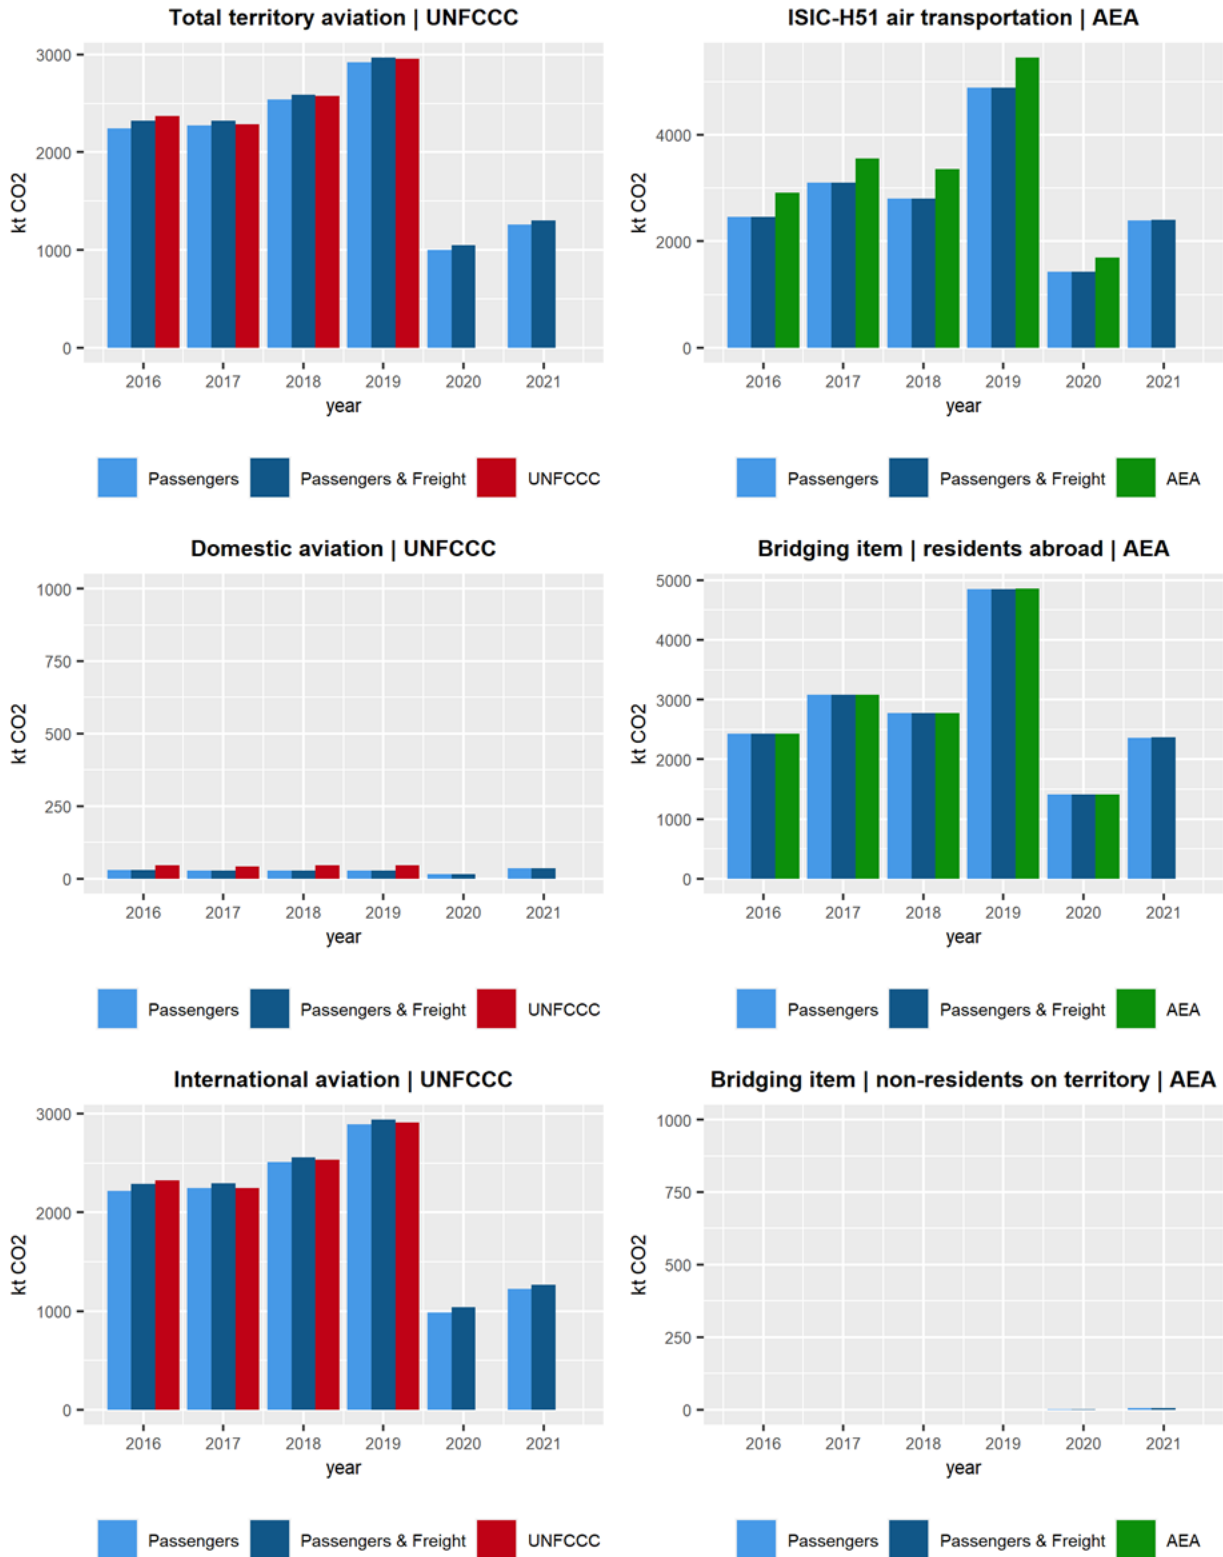 Total territory aviation | UNFCCC
3000
2000
1000
0
kt CO2
2016 2017 2018 2019 2020 2021
year
Passengers Passengers & Freight UNFCCC
ISIC-H51 air transportation | AEA
4000
2000
0
kt CO2
2016 2017 2018 2019 2020 2021
year
Passengers Passengers & Freight AEA
Domestic aviation | UNFCCC
1000
750
500
250
0
kt CO2
2016 2017 2018 2019 2020 2021
year
Passengers Passengers & Freight UNFCCC
Bridging item | residents abroad | AEA
5000
4000
3000
2000
1000
0
kt CO2
2016 2017 2018 2019 2020 2021
year
Passengers Passengers & Freight AEA
International aviation | UNFCCC
3000
2000
1000
0
kt CO2
2016 2017 2018 2019 2020 2021
year
Passengers Passengers & Freight UNFCCC
Bridging item | non-residents on territory | AEA
1000
750
500
250
0
kt CO2
2016 2017 2018 2019 2020 2021
year
Passengers Passengers & Freight AEA